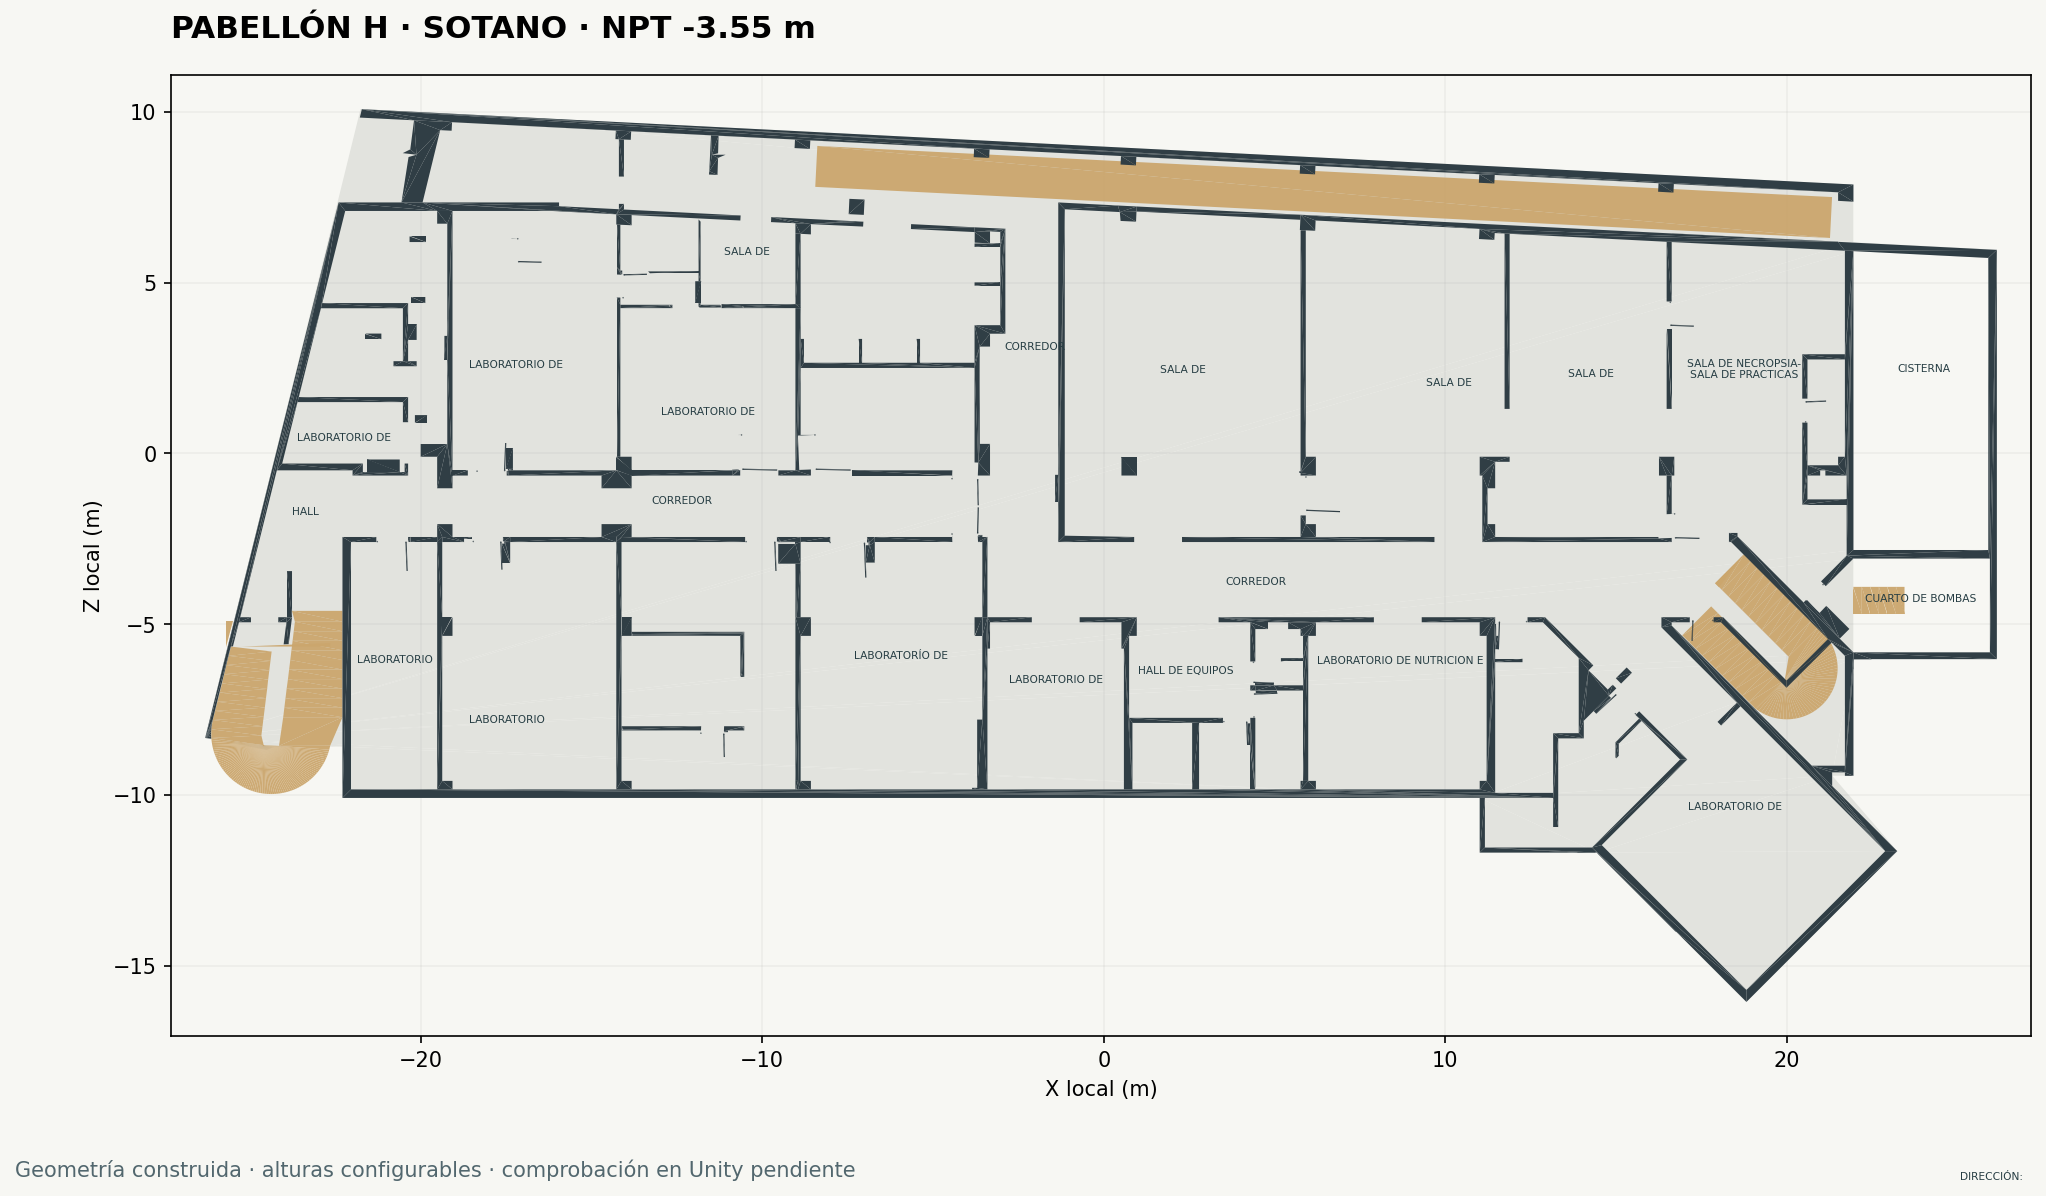 PABELLÓN H · SOTANO · NPT -3.55 m
10
5
0
−5
−10
−15
Z local (m)
SALA DE
CORREDOR
LABORATORIO DE
SALA DE
SALA DE
SALA DE
SALA DE NECROPSIA-
SALA DE PRACTICAS
CISTERNA
LABORATORIO DE
LABORATORIO DE
HALL
CORREDOR
CORREDOR
CUARTO DE BOMBAS
LABORATORIO
LABORATORÍO DE
LABORATORIO DE
HALL DE EQUIPOS
LABORATORIO DE NUTRICION E
LABORATORIO
LABORATORIO DE
−20
−10
0
10
20
X local (m)
Geometría construida · alturas configurables · comprobación en Unity pendiente
DIRECCIÓN: